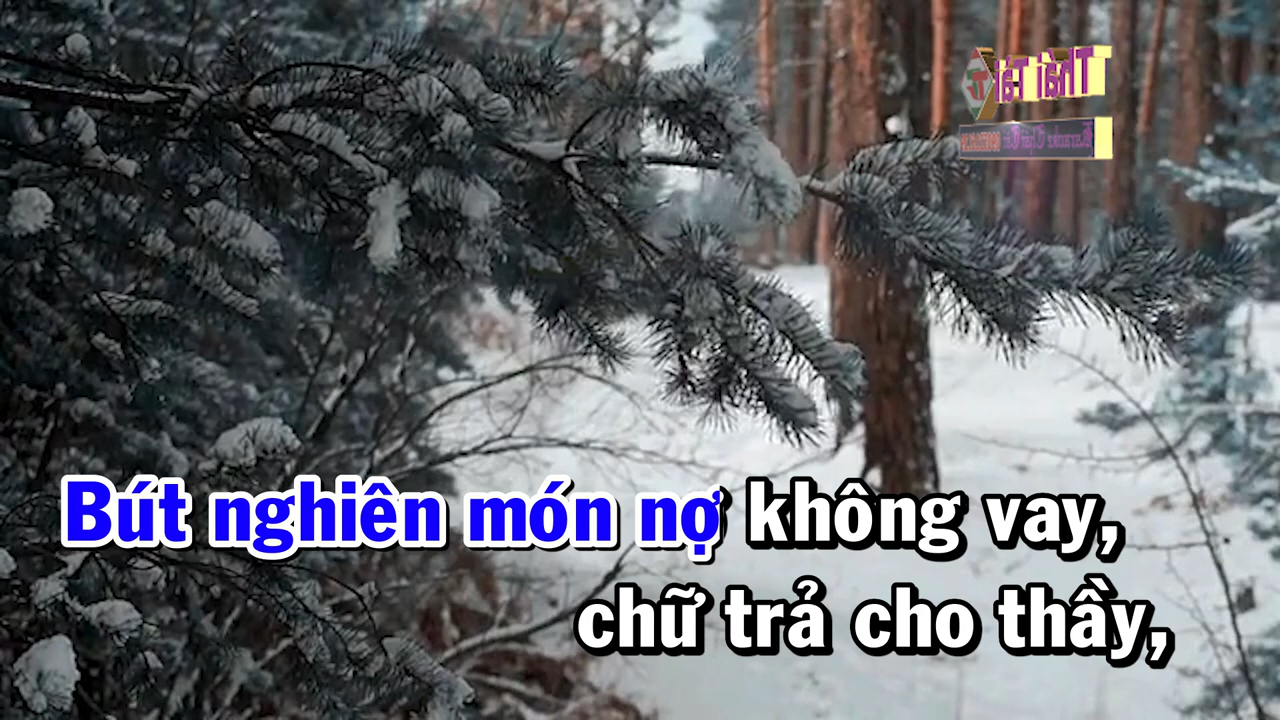 Bút nghiên món nợ không vay,
chữ trả cho thầy,